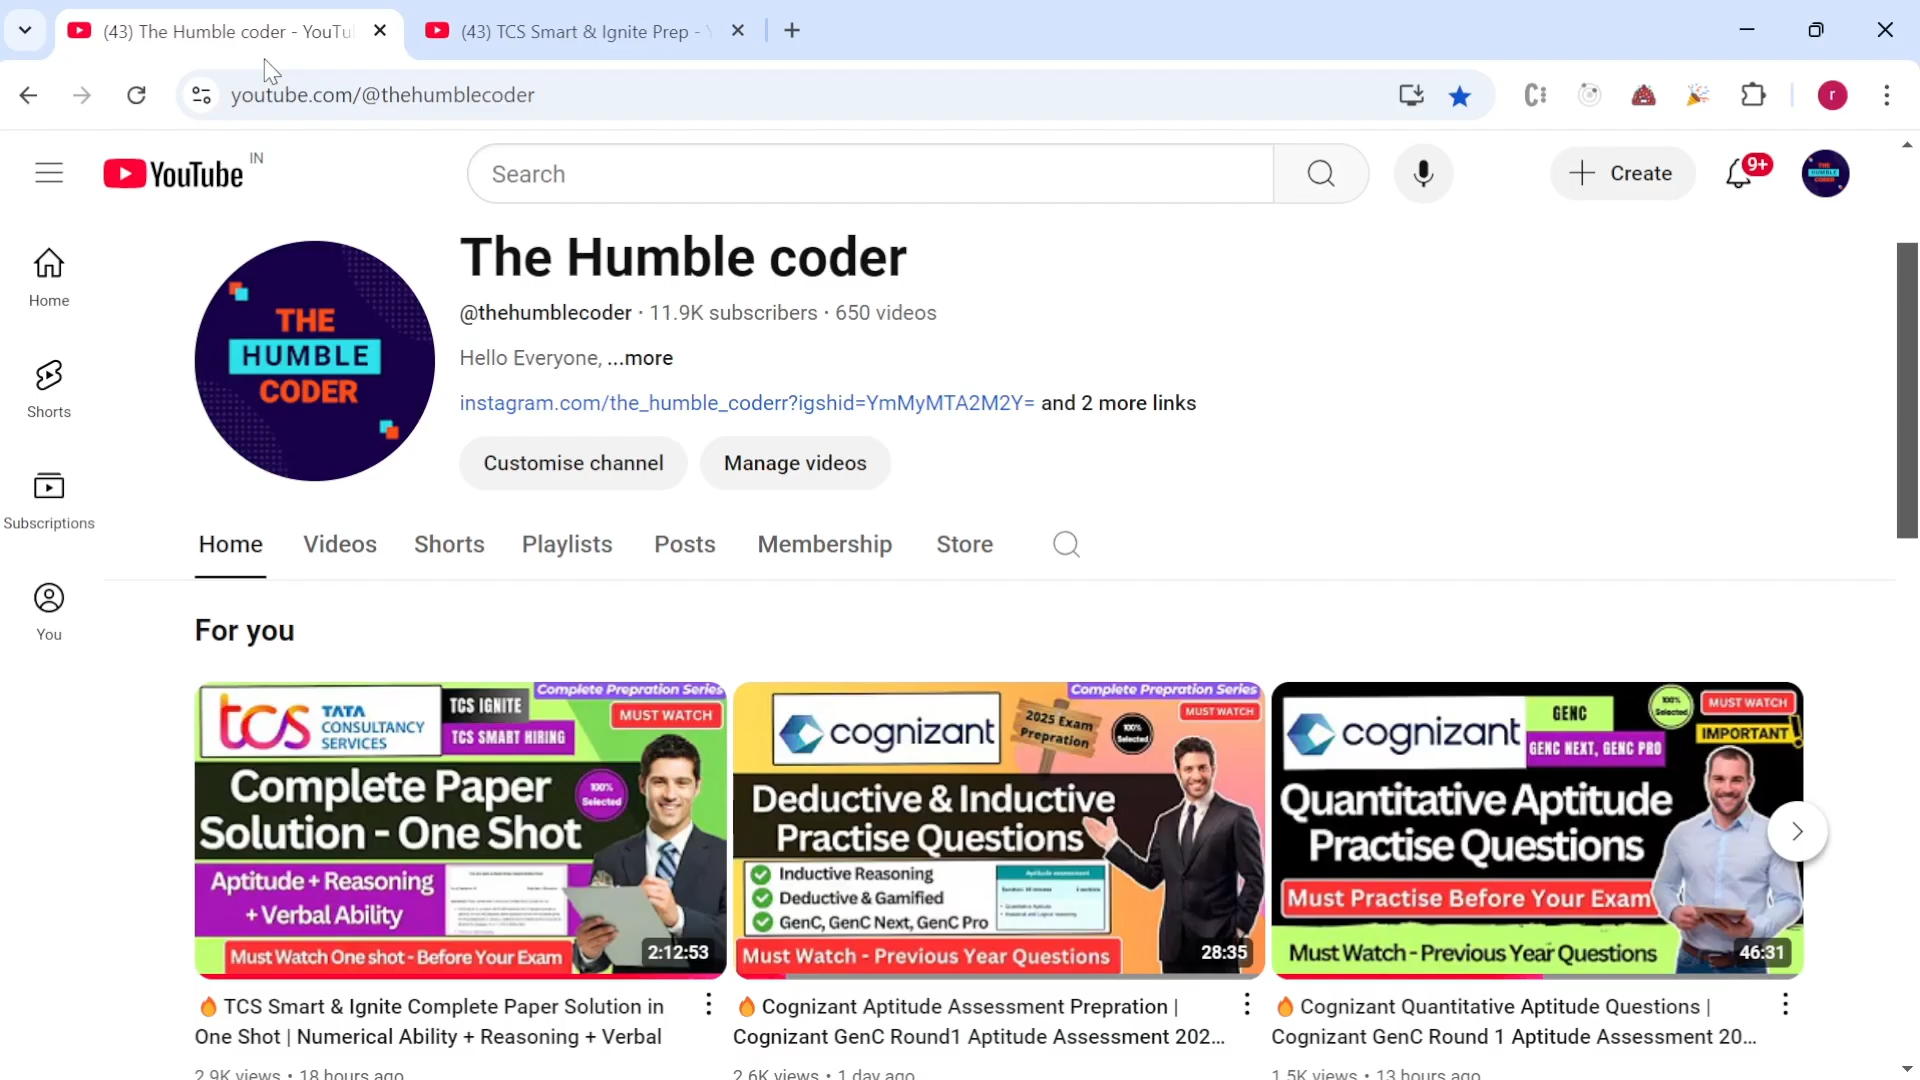 (43) The Humble coder - YouTu
(43) TCS Smart & Ignite Prep -
youtube.com/@thehumblecoder
r
YouTube IN
Search
Create
9+
Home
Shorts
Subscriptions
You
THE
HUMBLE
CODER
The Humble coder
@thehumblecoder · 11.9K subscribers · 650 videos
Hello Everyone, ...more
instagram.com/the_humble_coderr?igshid=YmMyMTA2M2Y= and 2 more links
Customise channel
Manage videos
Home Videos Shorts Playlists Posts Membership Store
For you
Complete Prepration Series
tcs TATA
CONSULTANCY
SERVICES
TCS IGNITE
TCS SMART HIRING
MUST WATCH
Complete Paper
Solution - One Shot
100%
Selected
Aptitude + Reasoning
+ Verbal Ability
Must Watch One shot - Before Your Exam
2:12:53
🔥 TCS Smart & Ignite Complete Paper Solution in
One Shot | Numerical Ability + Reasoning + Verbal
2.9K views · 18 hours ago
Complete Prepration Series
cognizant
2025 Exam
Prepration
100%
Selected
MUST WATCH
Deductive & Inductive
Practise Questions
Inductive Reasoning
Deductive & Gamified
GenC, GenC Next, GenC Pro
Aptitude assessment
Must Watch - Previous Year Questions
28:35
🔥 Cognizant Aptitude Assessment Prepration |
Cognizant GenC Round1 Aptitude Assessment 202...
2.6K views · 1 day ago
cognizant
GENC
GENC NEXT, GENC PRO
100%
Selected
MUST WATCH
IMPORTANT
Quantitative Aptitude
Practise Questions
Must Practise Before Your Exam
Must Watch - Previous Year Questions
46:31
🔥 Cognizant Quantitative Aptitude Questions |
Cognizant GenC Round 1 Aptitude Assessment 20...
1.5K views · 13 hours ago